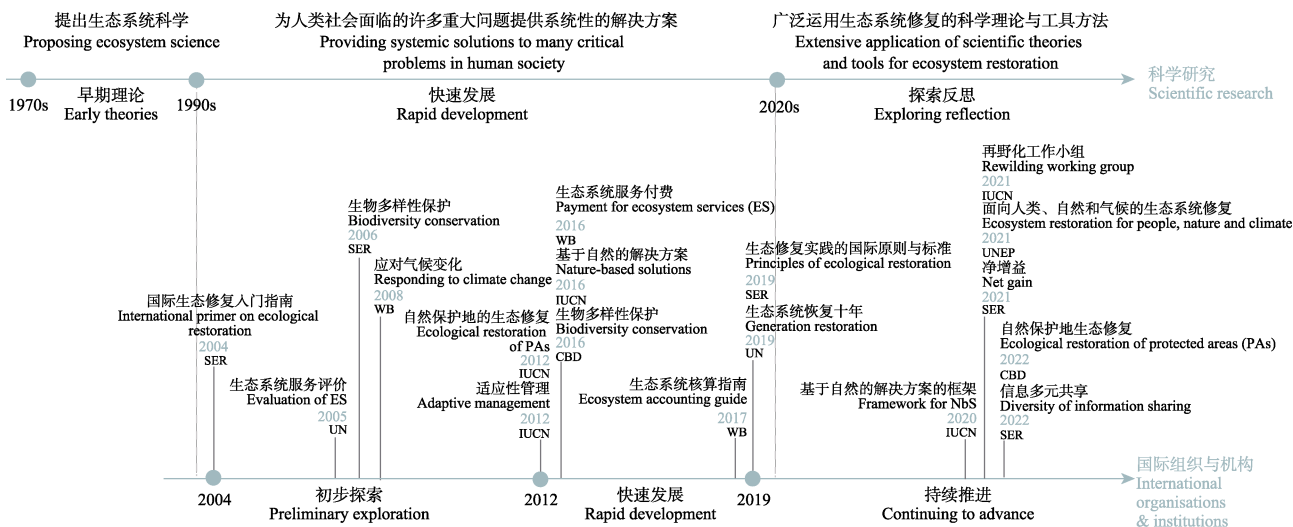 提出生态系统科学
Proposing ecosystem science
为人类社会面临的许多重大问题提供系统性的解决方案
Providing systemic solutions to many critical
problems in human society
广泛运用生态系统修复的科学理论与工具方法
Extensive application of scientific theories
and tools for ecosystem restoration
科学研究
Scientific research
1970s
早期理论
Early theories
1990s
快速发展
Rapid development
2020s
探索反思
Exploring reflection
国际生态修复入门指南
International primer on ecological
restoration
2004
SER
生态系统服务评价
Evaluation of ES
2005
UN
生物多样性保护
Biodiversity conservation
2006
SER
应对气候变化
Responding to climate change
2008
WB
自然保护地的生态修复
Ecological restoration
of PAs
2012
IUCN
适应性管理
Adaptive management
2012
IUCN
生态系统服务付费
Payment for ecosystem services (ES)
2016
WB
基于自然的解决方案
Nature-based solutions
2016
IUCN
生物多样性保护
Biodiversity conservation
2016
CBD
生态系统核算指南
Ecosystem accounting guide
2017
WB
生态修复实践的国际原则与标准
Principles of ecological restoration
2019
SER
生态系统恢复十年
Generation restoration
2019
UN
基于自然的解决方案的框架
Framework for NbS
2020
IUCN
再野化工作小组
Rewilding working group
2021
IUCN
面向人类、自然和气候的生态系统修复
Ecosystem restoration for people, nature and climate
2021
UNEP
净增益
Net gain
2021
SER
自然保护地生态修复
Ecological restoration of protected areas (PAs)
2022
CBD
信息多元共享
Diversity of information sharing
2022
SER
2004
初步探索
Preliminary exploration
2012
快速发展
Rapid development
2019
持续推进
Continuing to advance
国际组织与机构
International
organisations
& institutions